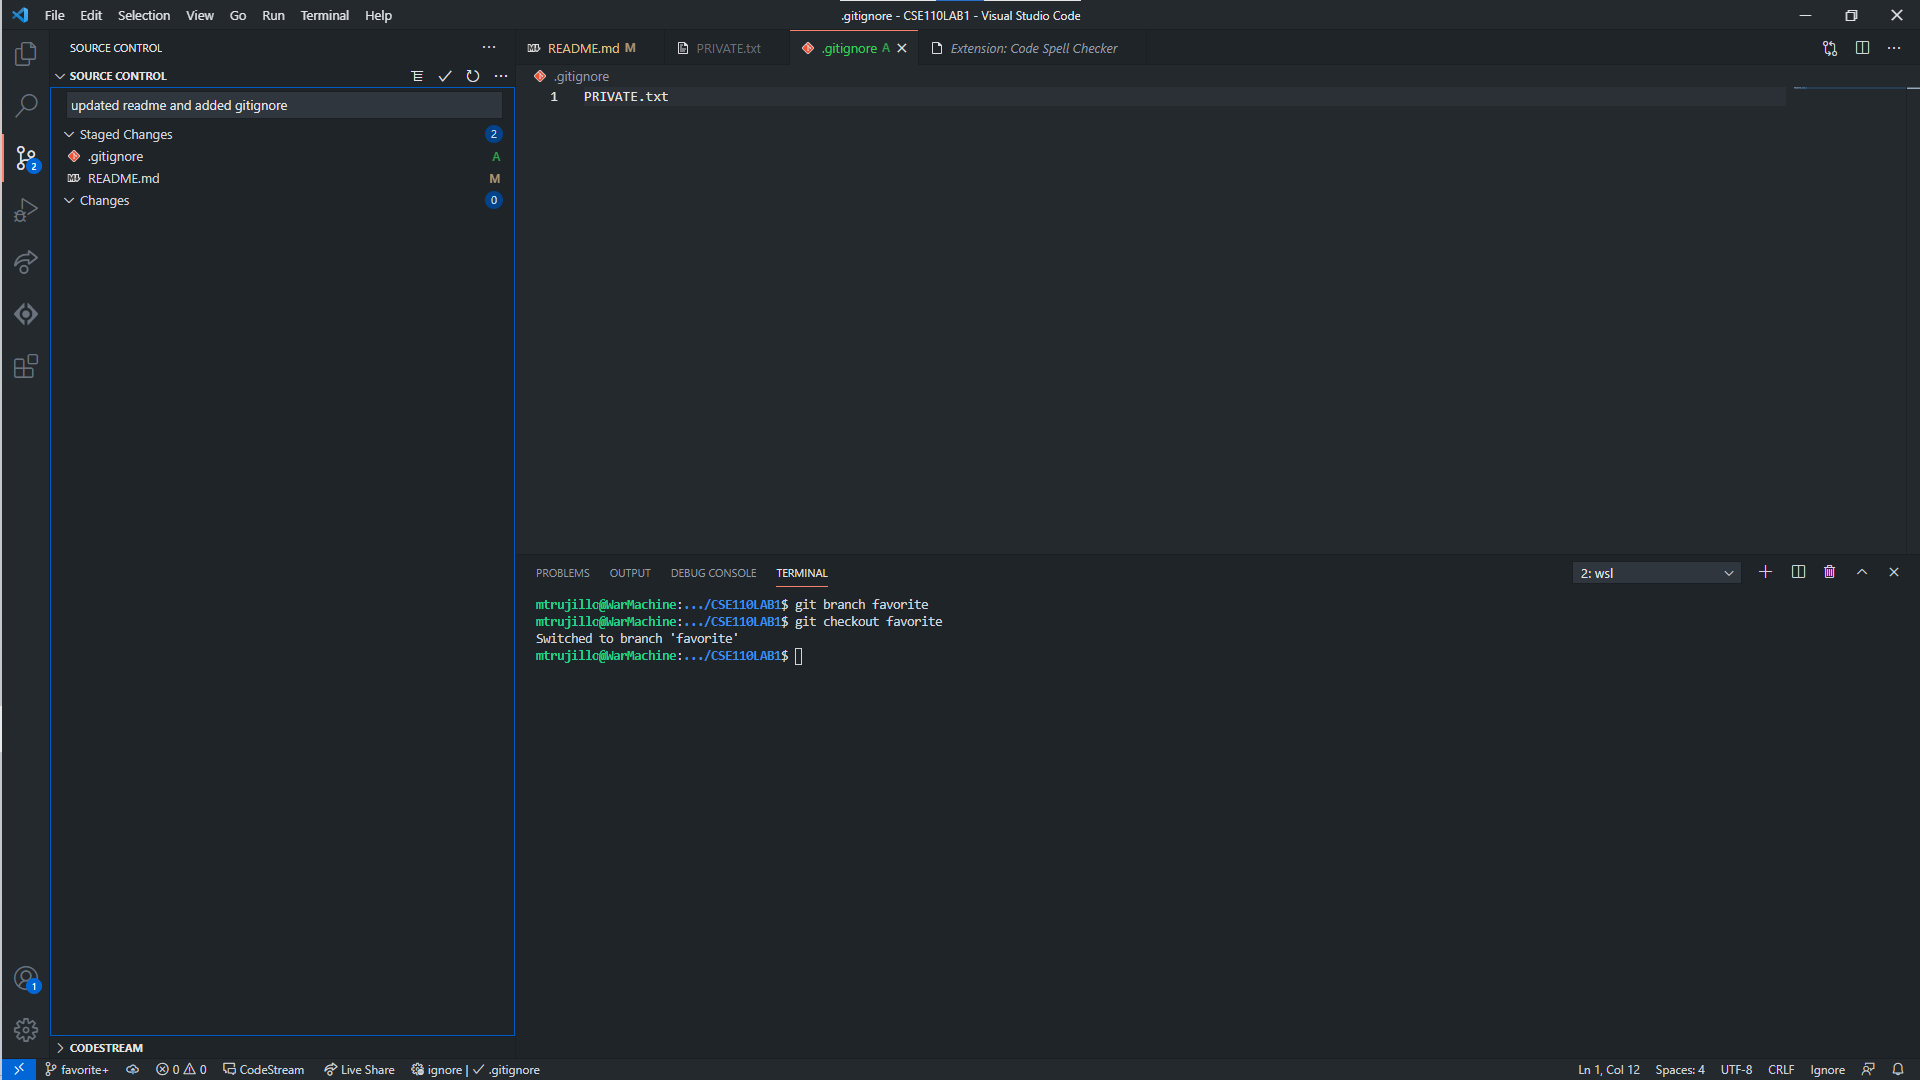 File Edit Selection View Go Run Terminal Help
.gitignore - CSE110LAB1 - Visual Studio Code
SOURCE CONTROL
SOURCE CONTROL
updated readme and added gitignore
Staged Changes 2
.gitignore A
README.md M
Changes 0
2
1
CODESTREAM
README.md M
PRIVATE.txt
.gitignore A
Extension: Code Spell Checker
.gitignore
1 PRIVATE.txt
PROBLEMS OUTPUT DEBUG CONSOLE TERMINAL
2: wsl
mtrujillo@WarMachine:.../CSE110LAB1$ git branch favorite
mtrujillo@WarMachine:.../CSE110LAB1$ git checkout favorite
Switched to branch 'favorite'
mtrujillo@WarMachine:.../CSE110LAB1$
favorite+ 0 0 CodeStream Live Share ignore | .gitignore
Ln 1, Col 12 Spaces: 4 UTF-8 CRLF Ignore